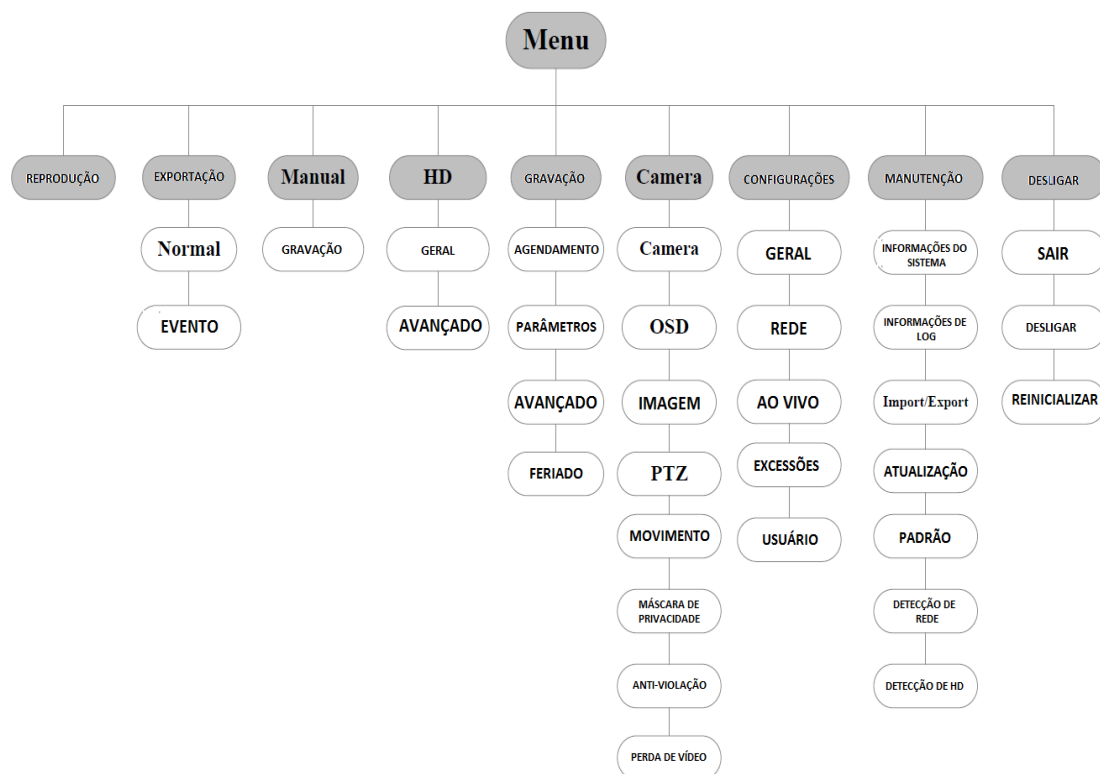 Menu
REPRODUÇÃO
EXPORTAÇÃO
Manual
HD
GRAVAÇÃO
Camera
CONFIGURAÇÕES
MANUTENÇÃO
DESLIGAR
Normal
EVENTO
GRAVAÇÃO
GERAL
AVANÇADO
AGENDAMENTO
PARÂMETROS
AVANÇADO
FERIADO
Camera
OSD
IMAGEM
PTZ
MOVIMENTO
MÁSCARA DE
PRIVACIDADE
ANTI-VIOLAÇÃO
PERDA DE VÍDEO
GERAL
REDE
AO VIVO
EXCESSÕES
USUÁRIO
INFORMAÇÕES DO
SISTEMA
INFORMAÇÕES DE
LOG
Import/Export
ATUALIZAÇÃO
PADRÃO
DETECÇÃO DE
REDE
DETECÇÃO DE HD
SAIR
DESLIGAR
REINICIALIZAR